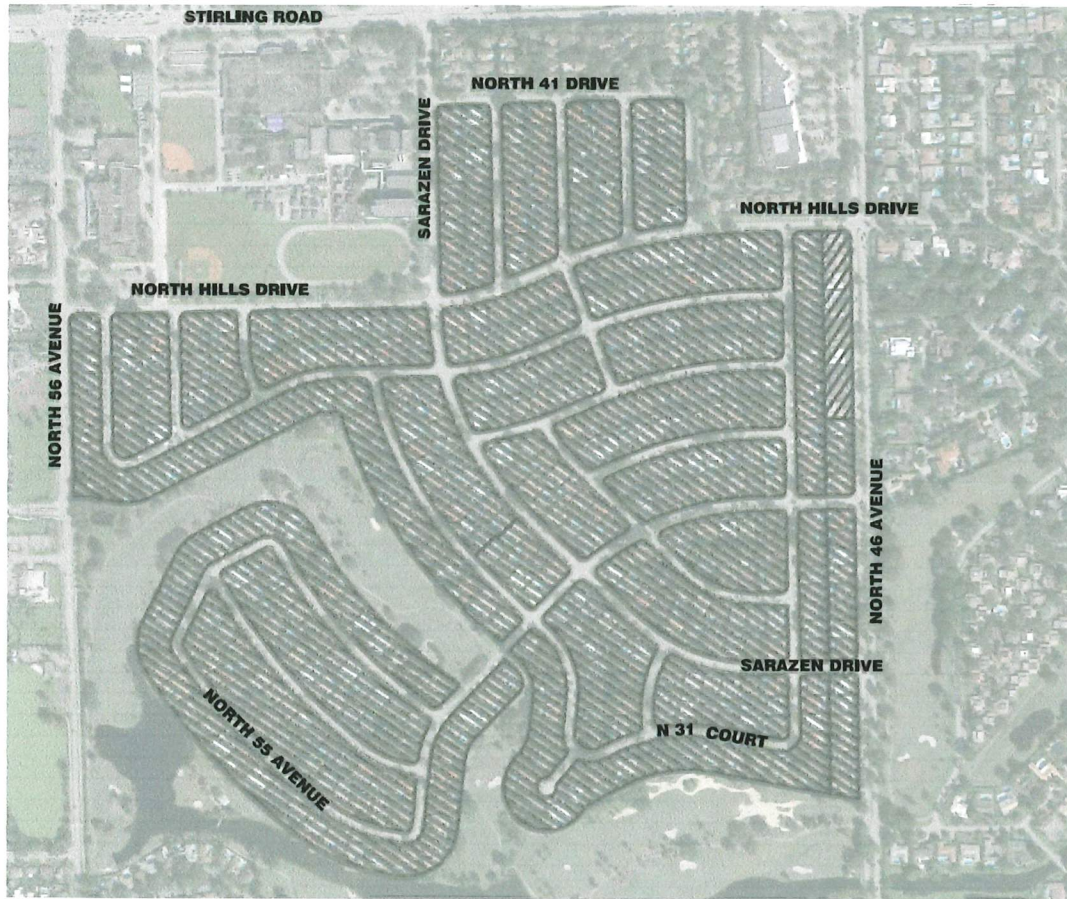 STIRLING ROAD
NORTH 41 DRIVE
SARAZEN DRIVE
NORTH HILLS DRIVE
NORTH HILLS DRIVE
NORTH 56 AVENUE
NORTH 46 AVENUE
SARAZEN DRIVE
N 31 COURT
NORTH 55 AVENUE